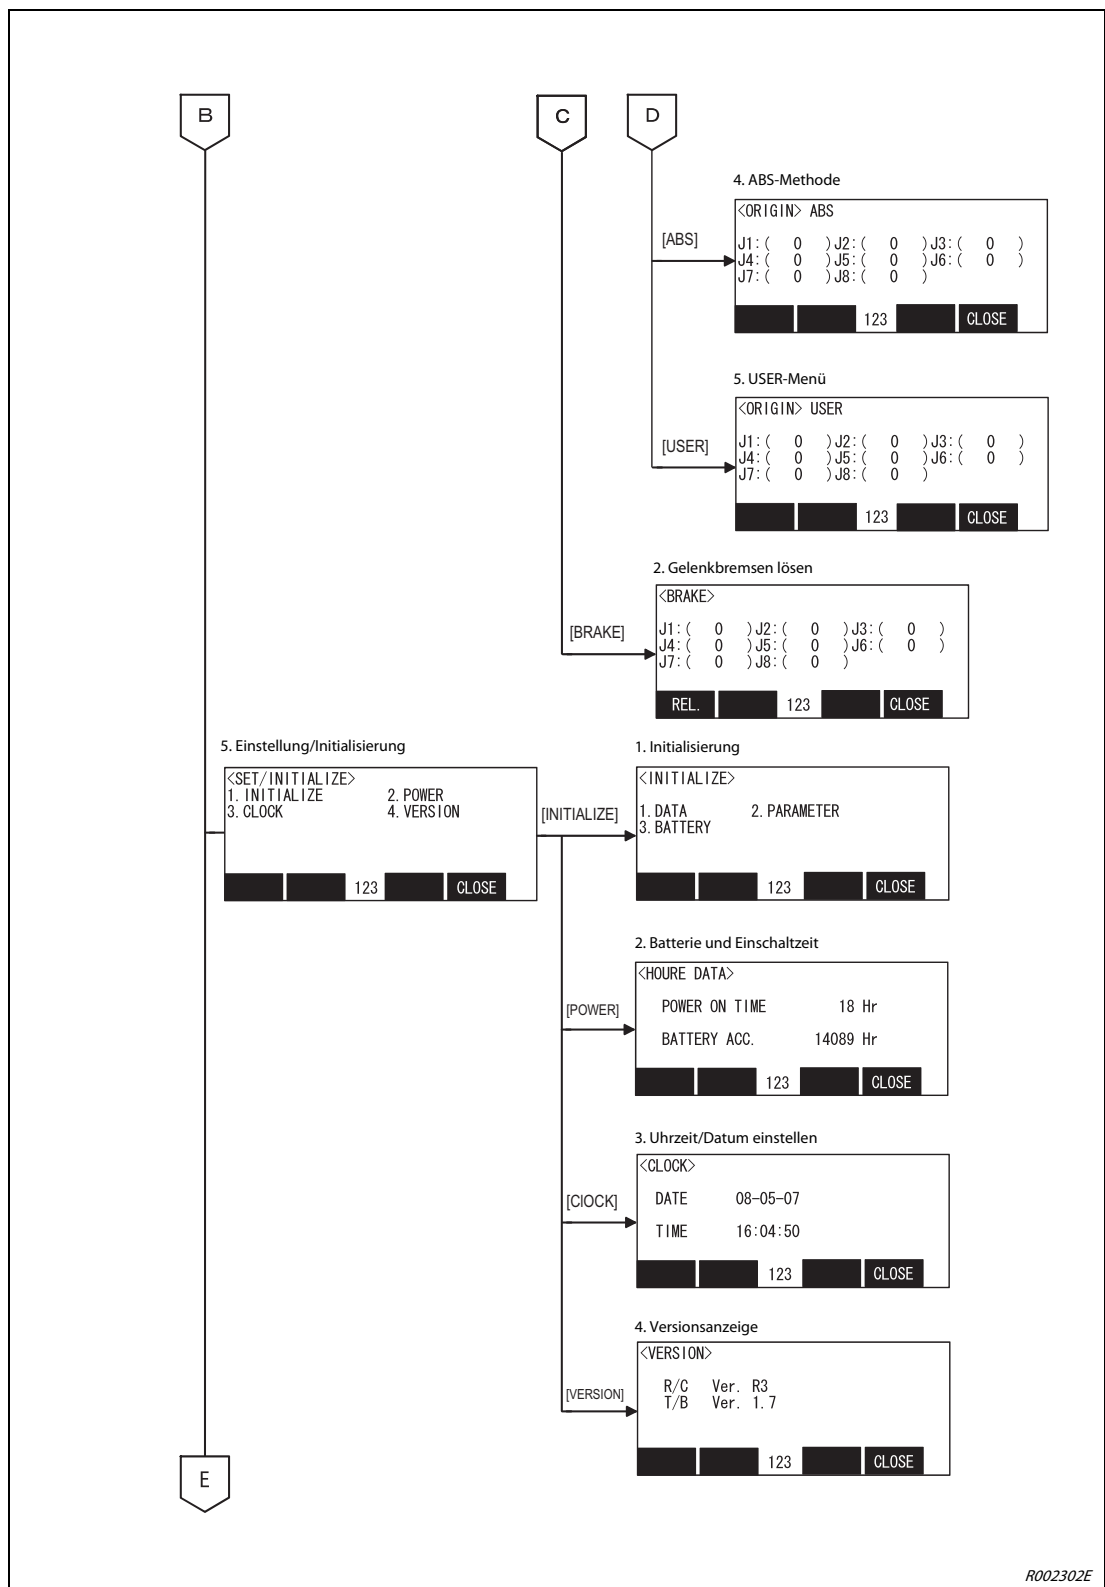 B
C
D
4. ABS-Methode
[ABS]
<ORIGIN> ABS
J1:( 0 )J2:( 0 )J3:( 0 )
J4:( 0 )J5:( 0 )J6:( 0 )
J7:( 0 )J8:( 0 )
123 CLOSE
5. USER-Menü
[USER]
<ORIGIN> USER
J1:( 0 )J2:( 0 )J3:( 0 )
J4:( 0 )J5:( 0 )J6:( 0 )
J7:( 0 )J8:( 0 )
123 CLOSE
2. Gelenkbremsen lösen
[BRAKE]
<BRAKE>
J1:( 0 )J2:( 0 )J3:( 0 )
J4:( 0 )J5:( 0 )J6:( 0 )
J7:( 0 )J8:( 0 )
REL. 123 CLOSE
5. Einstellung/Initialisierung
<SET/INITIALIZE>
1. INITIALIZE 2. POWER
3. CLOCK 4. VERSION
123 CLOSE
1. Initialisierung
[INITIALIZE]
<INITIALIZE>
1. DATA 2. PARAMETER
3. BATTERY
123 CLOSE
2. Batterie und Einschaltzeit
[POWER]
<HOURE DATA>
POWER ON TIME 18 Hr
BATTERY ACC. 14089 Hr
123 CLOSE
3. Uhrzeit/Datum einstellen
[ClOCK]
<CLOCK>
DATE 08-05-07
TIME 16:04:50
123 CLOSE
4. Versionsanzeige
[VERSION]
<VERSION>
R/C Ver. R3
T/B Ver. 1.7
123 CLOSE
E
R002302E